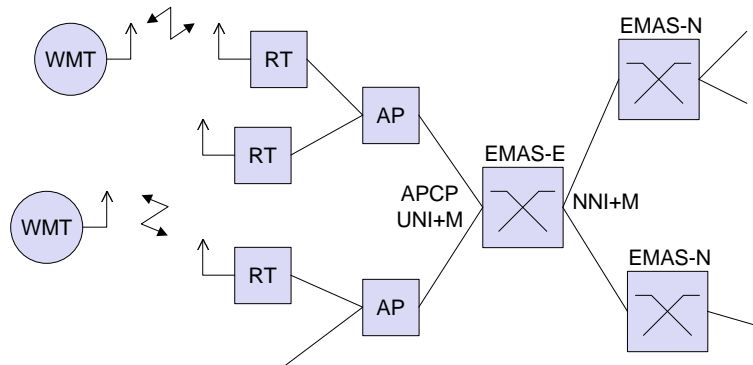 EMAS-N
WMT
RT
AP
RT
EMAS-E
APCP
UNI+M
NNI+M
WMT
EMAS-N
RT
AP